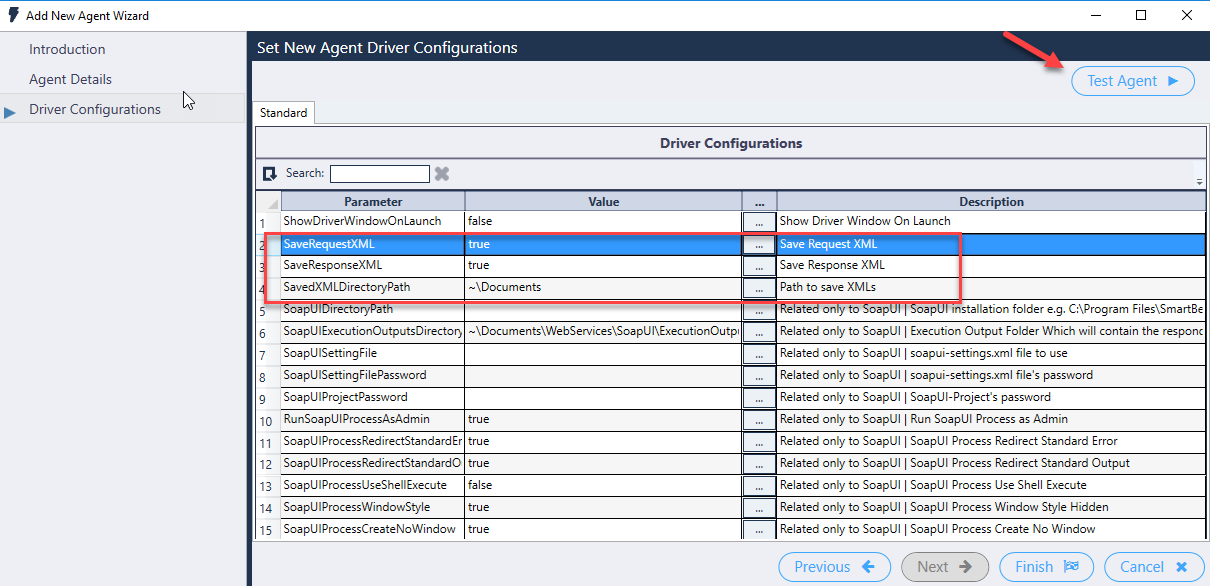 Add New Agent Wizard
Introduction
Agent Details
Driver Configurations
Set New Agent Driver Configurations
Test Agent
Standard
Driver Configurations
Search:
Parameter Value ... Description
1 ShowDriverWindowOnLaunch false ... Show Driver Window On Launch
2 SaveRequestXML true ... Save Request XML
3 SaveResponseXML true ... Save Response XML
4 SavedXMLDirectoryPath ~\Documents ... Path to save XMLs
5 SoapUIDirectoryPath ... Related only to SoapUI | SoapUI installation folder e.g. C:\Program Files\SmartBe
6 SoapUIExecutionOutputsDirectory ~\Documents\WebServices\SoapUI\ExecutionOutpu ... Related only to SoapUI | Execution Output Folder Which will contain the respond
7 SoapUISettingFile ... Related only to SoapUI | soapui-settings.xml file to use
8 SoapUISettingFilePassword ... Related only to SoapUI | soapui-settings.xml file's password
9 SoapUIProjectPassword ... Related only to SoapUI | SoapUI-Project's password
10 RunSoapUIProcessAsAdmin true ... Related only to SoapUI | Run SoapUI Process as Admin
11 SoapUIProcessRedirectStandardEr true ... Related only to SoapUI | SoapUI Process Redirect Standard Error
12 SoapUIProcessRedirectStandardO true ... Related only to SoapUI | SoapUI Process Redirect Standard Output
13 SoapUIProcessUseShellExecute false ... Related only to SoapUI | SoapUI Process Use Shell Execute
14 SoapUIProcessWindowStyle true ... Related only to SoapUI | SoapUI Process Window Style Hidden
15 SoapUIProcessCreateNoWindow true ... Related only to SoapUI | SoapUI Process Create No Window
Previous Next Finish Cancel